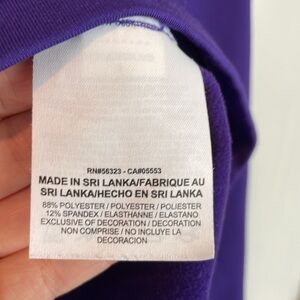 RN#56323 - CA#05553
MADE IN SRI LANKA/FABRIQUE AU
SRI LANKA/HECHO EN SRI LANKA
88% POLYESTER / POLYESTER / POLIESTER
12% SPANDEX / ELASTHANNE / ELASTANO
EXCLUSIVE OF DECORATION / DECORATION
NON COMPRISE / NO INCLUYE LA
DECORACION